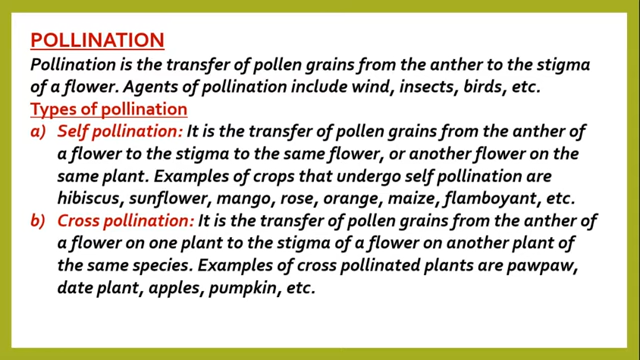 POLLINATION
Pollination is the transfer of pollen grains from the anther to the stigma
of a flower. Agents of pollination include wind, insects, birds, etc.
Types of pollination
a) Self pollination: It is the transfer of pollen grains from the anther of
a flower to the stigma to the same flower, or another flower on the
same plant. Examples of crops that undergo self pollination are
hibiscus, sunflower, mango, rose, orange, maize, flamboyant, etc.
b) Cross pollination: It is the transfer of pollen grains from the anther of
a flower on one plant to the stigma of a flower on another plant of
the same species. Examples of cross pollinated plants are pawpaw,
date plant, apples, pumpkin, etc.